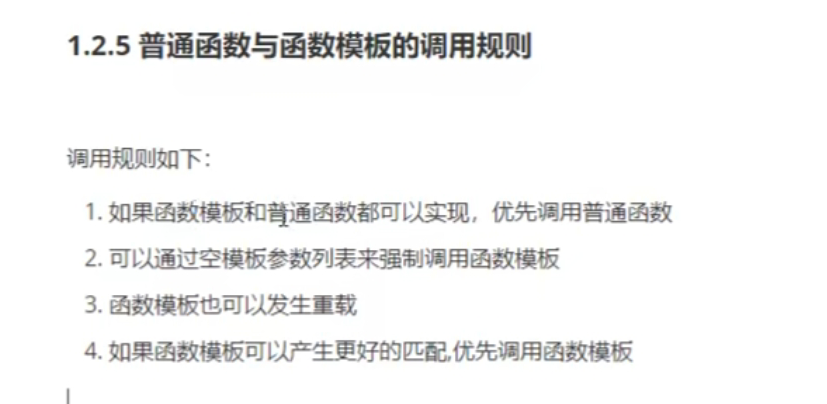 1.2.5 普通函数与函数模板的调用规则
调用规则如下：
1. 如果函数模板和普通函数都可以实现，优先调用普通函数
2. 可以通过空模板参数列表来强制调用函数模板
3. 函数模板也可以发生重载
4. 如果函数模板可以产生更好的匹配,优先调用函数模板